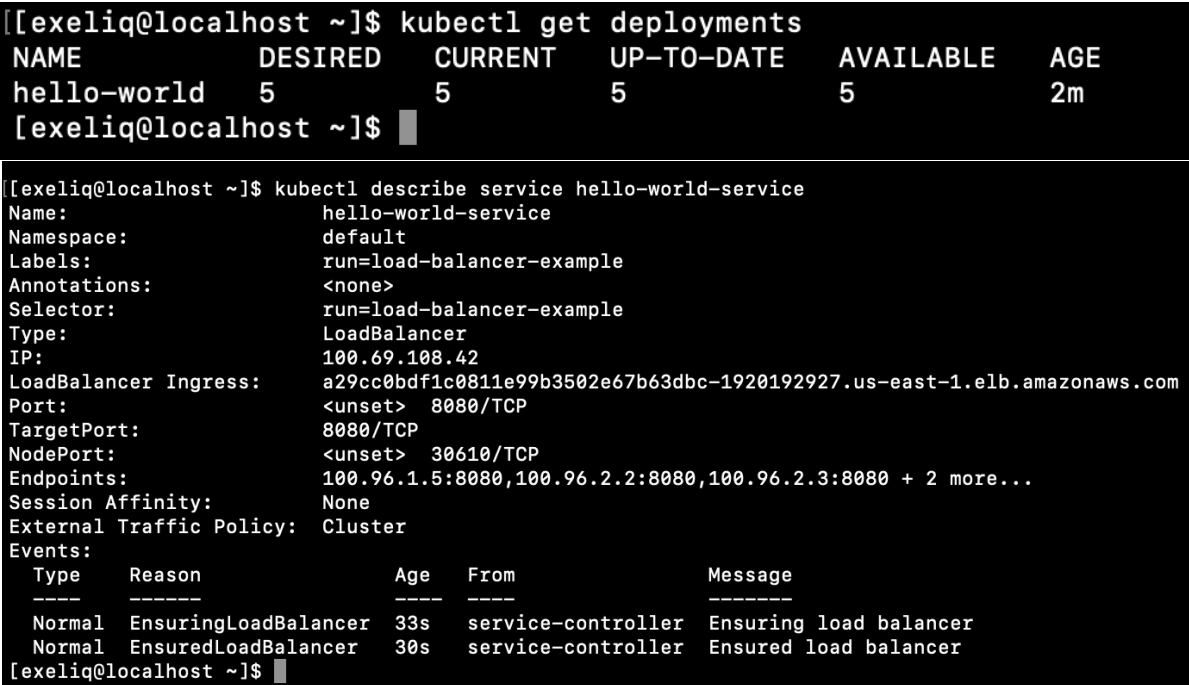 [[exeliq@localhost ~]$ kubectl get deployments
NAME DESIRED CURRENT UP-TO-DATE AVAILABLE AGE
hello-world 5 5 5 5 2m
[exeliq@localhost ~]$
[[exeliq@localhost ~]$ kubectl describe service hello-world-service
Name: hello-world-service
Namespace: default
Labels: run=load-balancer-example
Annotations: <none>
Selector: run=load-balancer-example
Type: LoadBalancer
IP: 100.69.108.42
LoadBalancer Ingress: a29cc0bdf1c0811e99b3502e67b63dbc-1920192927.us-east-1.elb.amazonaws.com
Port: <unset> 8080/TCP
TargetPort: 8080/TCP
NodePort: <unset> 30610/TCP
Endpoints: 100.96.1.5:8080,100.96.2.2:8080,100.96.2.3:8080 + 2 more...
Session Affinity: None
External Traffic Policy: Cluster
Events:
Type Reason Age From Message
---- ------ ---- ---- -------
Normal EnsuringLoadBalancer 33s service-controller Ensuring load balancer
Normal EnsuredLoadBalancer 30s service-controller Ensured load balancer
[exeliq@localhost ~]$